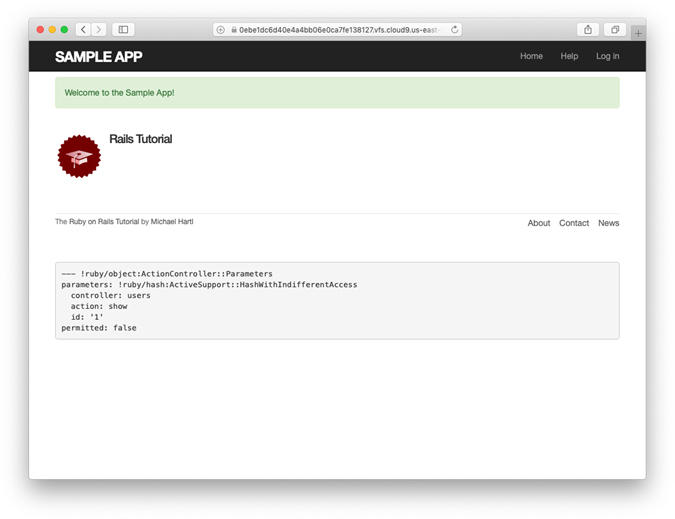 0ebe1dc6d40e4a4bb06e0ca7fe138127.vfs.cloud9.us-east-
SAMPLE APP
Home Help Log in
Welcome to the Sample App!
Rails Tutorial
The Ruby on Rails Tutorial by Michael Hartl
About Contact News
--- !ruby/object:ActionController::Parameters
parameters: !ruby/hash:ActiveSupport::HashWithIndifferentAccess
  controller: users
  action: show
  id: '1'
permitted: false